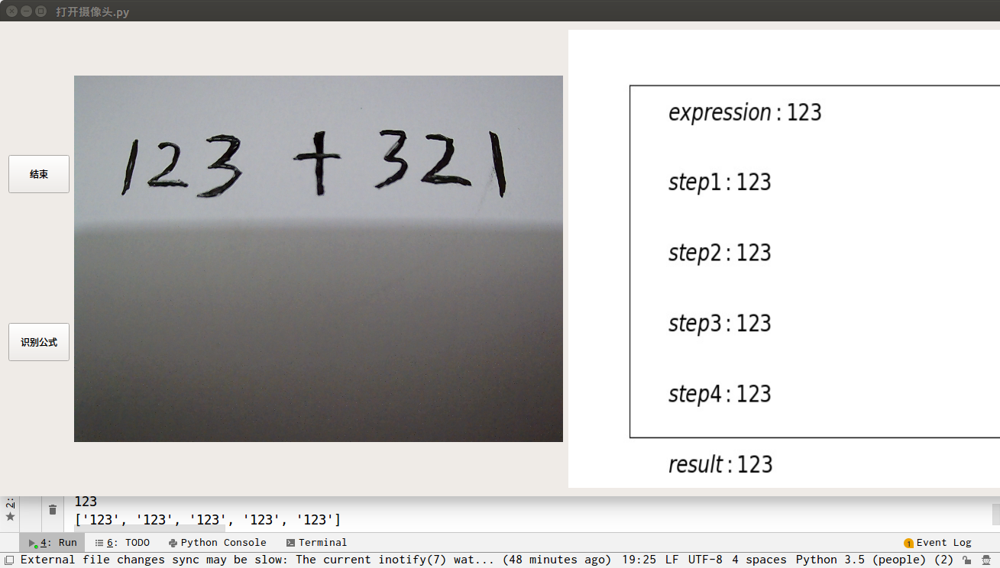 打开摄像头.py
结束
识别公式
123 + 321
expression : 123
step1 : 123
step2 : 123
step3 : 123
step4 : 123
result : 123
2:
123
['123', '123', '123', '123', '123']
4: Run 6: TODO Python Console Terminal 1 Event Log
External file changes sync may be slow: The current inotify(7) wat... (48 minutes ago) 19:25 LF UTF-8 4 spaces Python 3.5 (people) (2)